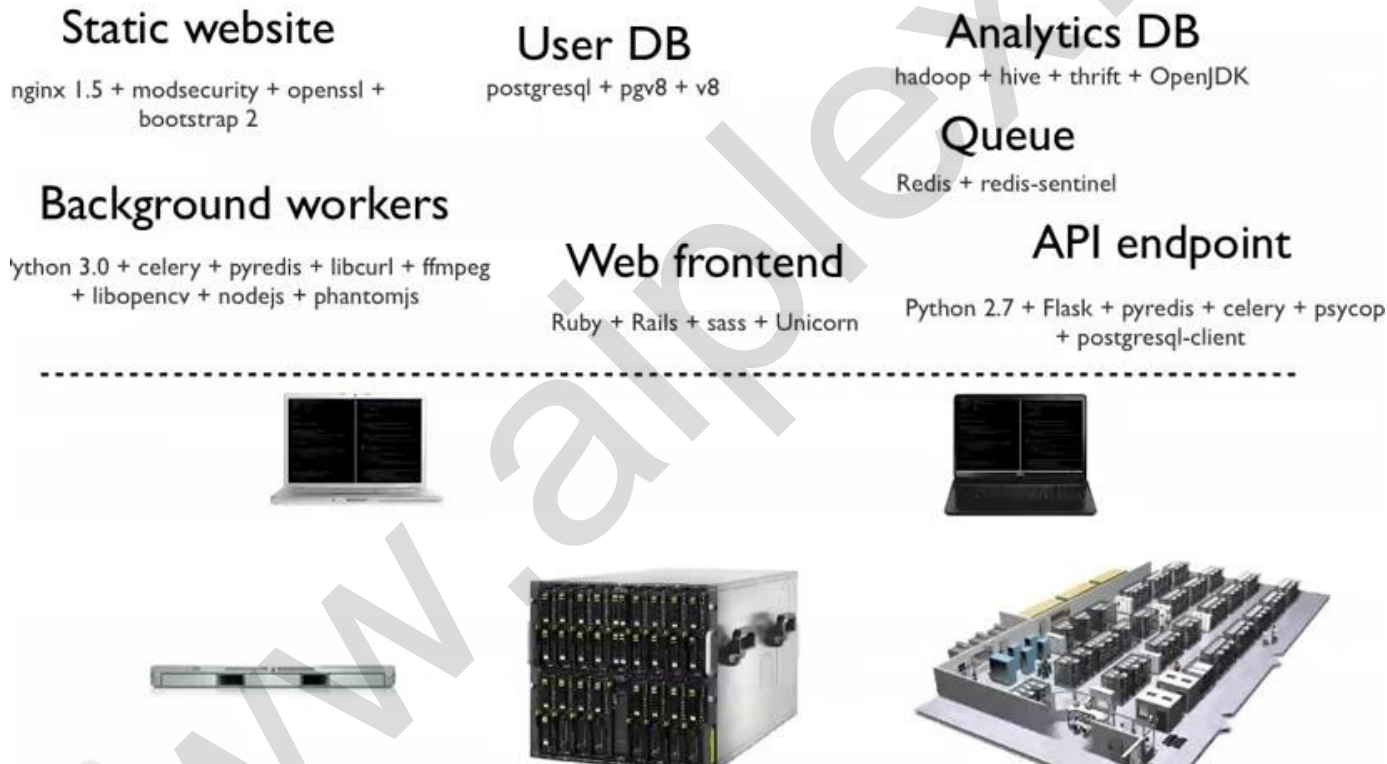 Static website
nginx 1.5 + modsecurity + openssl +
bootstrap 2
User DB
postgresql + pgv8 + v8
Analytics DB
hadoop + hive + thrift + OpenJDK
Queue
Redis + redis-sentinel
Background workers
ython 3.0 + celery + pyredis + libcurl + ffmpeg
+ libopencv + nodejs + phantomjs
Web frontend
Ruby + Rails + sass + Unicorn
API endpoint
Python 2.7 + Flask + pyredis + celery + psycop
+ postgresql-client
w.aiplex